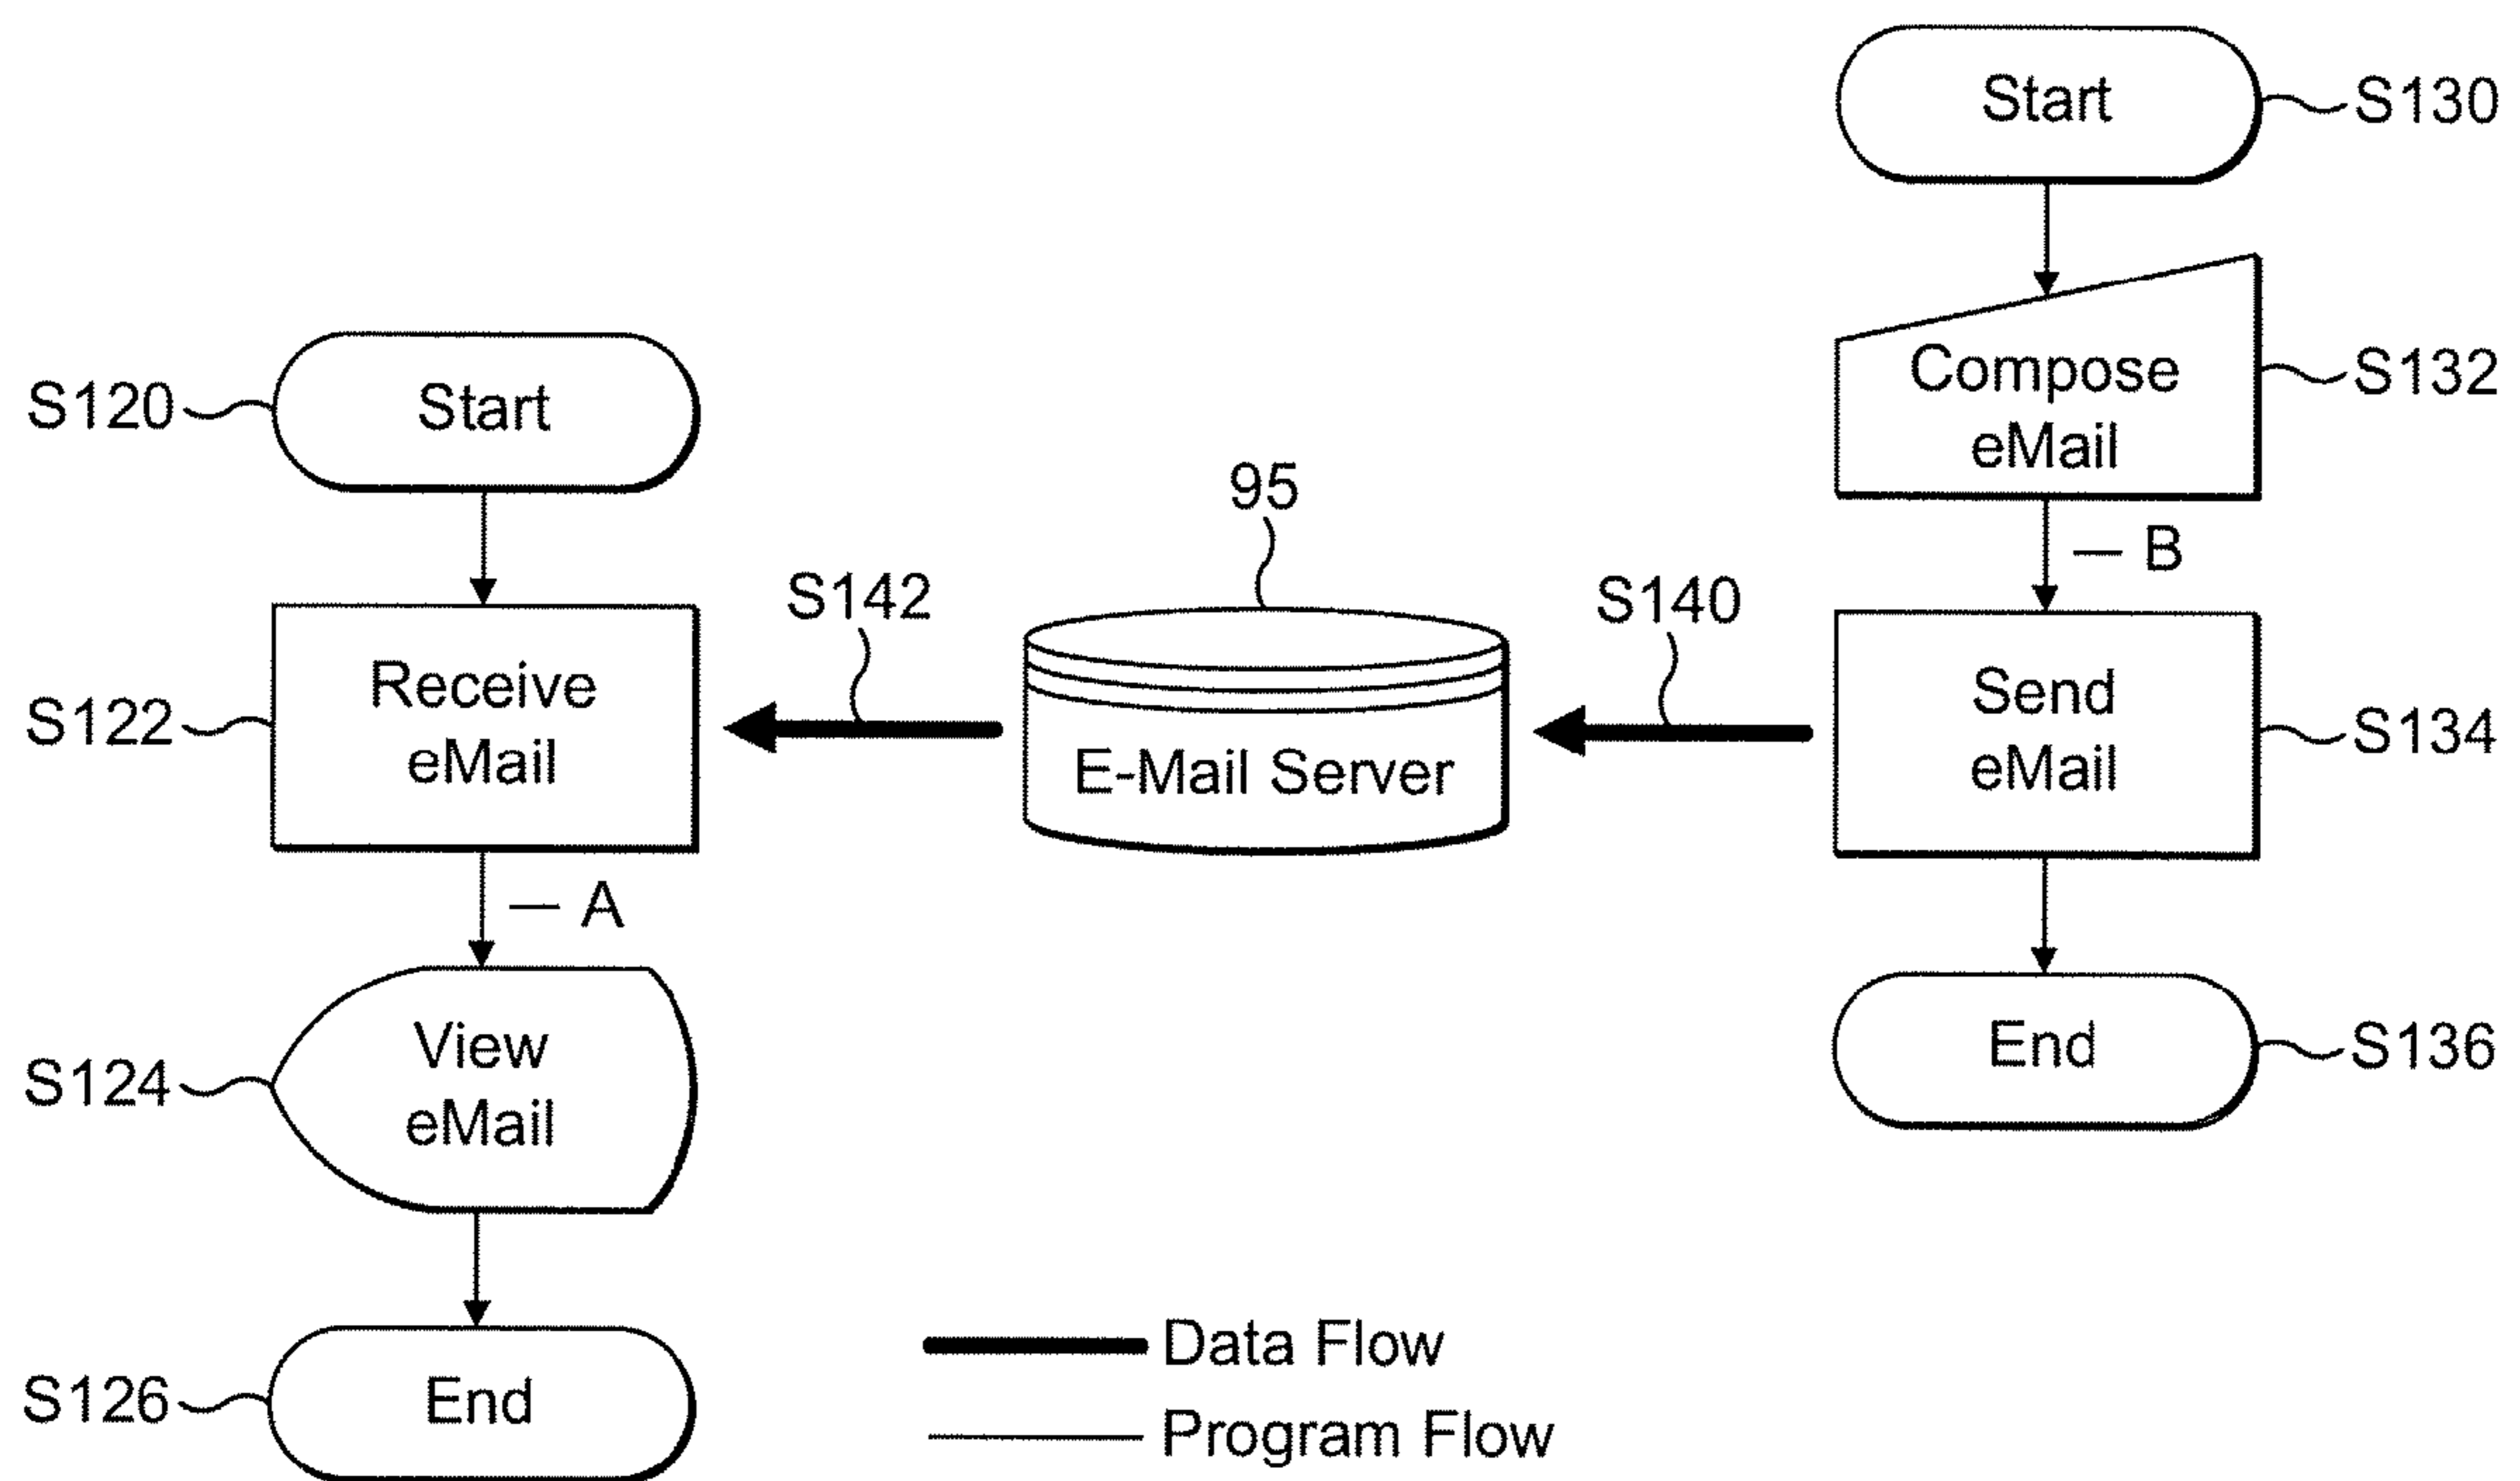 Start
S130
Compose
eMail
S132
B
Send
eMail
S134
End
S136
S120
Start
S122
Receive
eMail
A
S124
View
eMail
S126
End
S142
95
E-Mail Server
S140
Data Flow
Program Flow